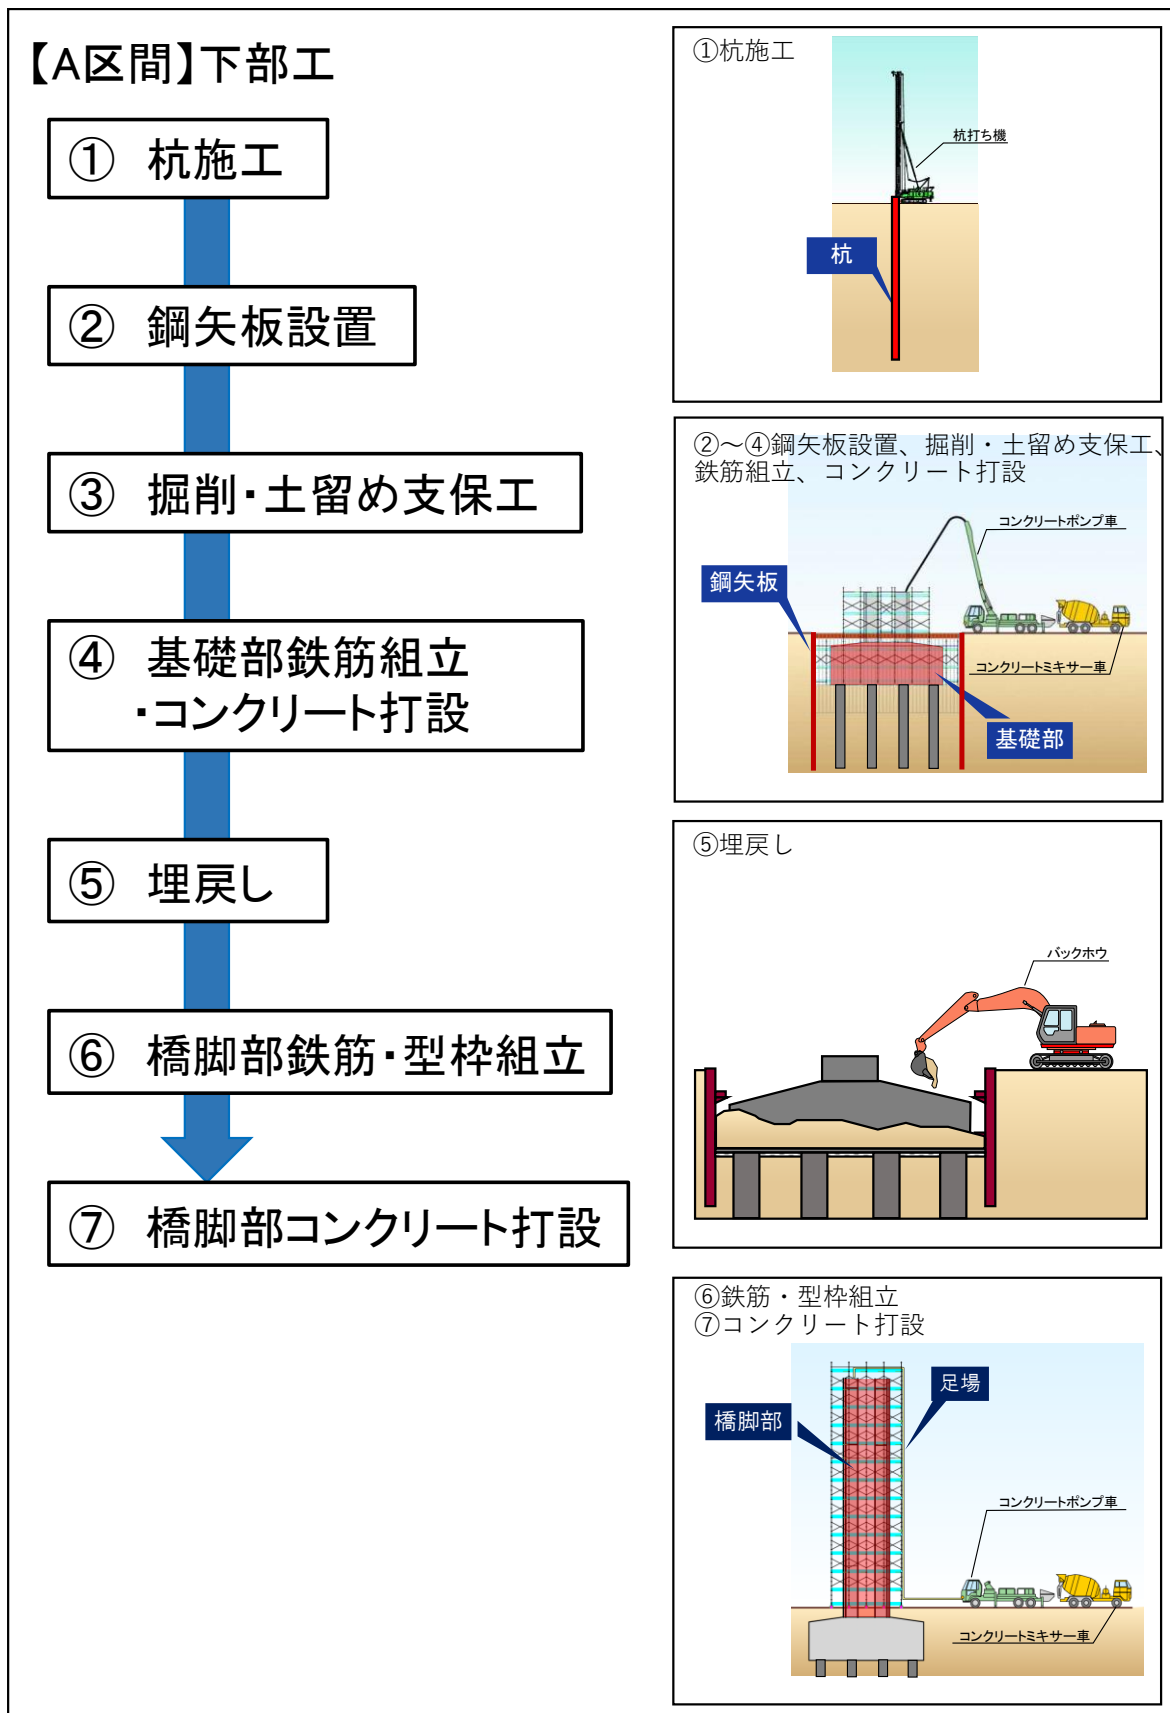 【A区間】下部工
① 杭施工
② 鋼矢板設置
③ 掘削・土留め支保工
④ 基礎部鉄筋組立
・コンクリート打設
⑤ 埋戻し
⑥ 橋脚部鉄筋・型枠組立
⑦ 橋脚部コンクリート打設
①杭施工
杭打ち機
杭
②～④鋼矢板設置、掘削・土留め支保工、
鉄筋組立、コンクリート打設
コンクリートポンプ車
鋼矢板
コンクリートミキサー車
基礎部
⑤埋戻し
バックホウ
⑥鉄筋・型枠組立
⑦コンクリート打設
足場
橋脚部
コンクリートポンプ車
コンクリートミキサー車